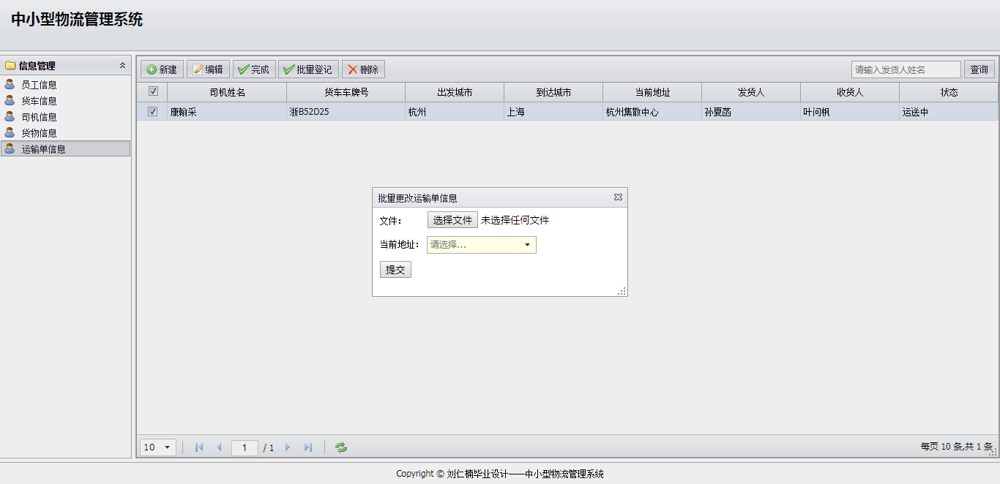 中小型物流管理系统
信息管理
员工信息
货车信息
司机信息
货物信息
运输单信息
新建 编辑 完成 批量登记 删除 请输入发货人姓名 查询
司机姓名 货车车牌号 出发城市 到达城市 当前地址 发货人 收货人 状态
康翰采 浙B52D25 杭州 上海 杭州集散中心 孙夏菡 叶问枫 运送中
批量更改运输单信息
文件： 选择文件 未选择任何文件
当前地址： 请选择...
提交
10 1 / 1 每页 10 条,共 1 条
Copyright © 刘仁楠毕业设计——中小型物流管理系统